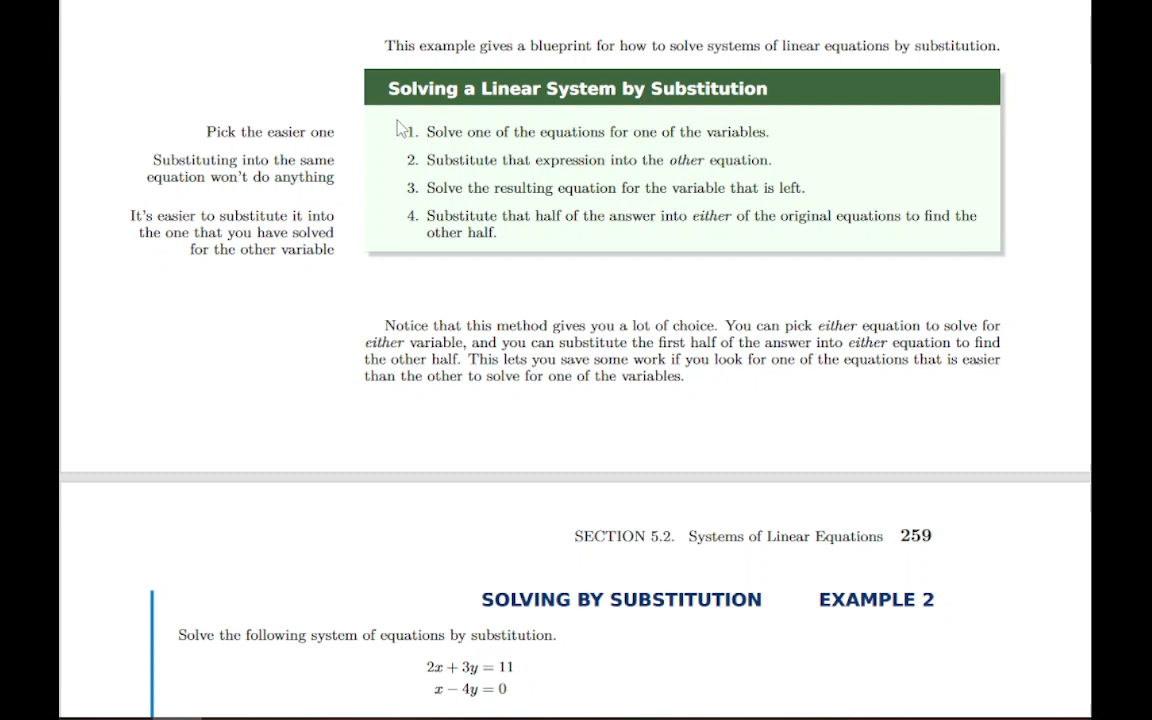 This example gives a blueprint for how to solve systems of linear equations by substitution.
Solving a Linear System by Substitution
Pick the easier one
1. Solve one of the equations for one of the variables.
Substituting into the same
equation won't do anything
2. Substitute that expression into the other equation.
3. Solve the resulting equation for the variable that is left.
It's easier to substitute it into
the one that you have solved
for the other variable
4. Substitute that half of the answer into either of the original equations to find the
other half.
Notice that this method gives you a lot of choice. You can pick either equation to solve for
either variable, and you can substitute the first half of the answer into either equation to find
the other half. This lets you save some work if you look for one of the equations that is easier
than the other to solve for one of the variables.
SECTION 5.2. Systems of Linear Equations 259
SOLVING BY SUBSTITUTION EXAMPLE 2
Solve the following system of equations by substitution.
2x + 3y = 11
x − 4y = 0